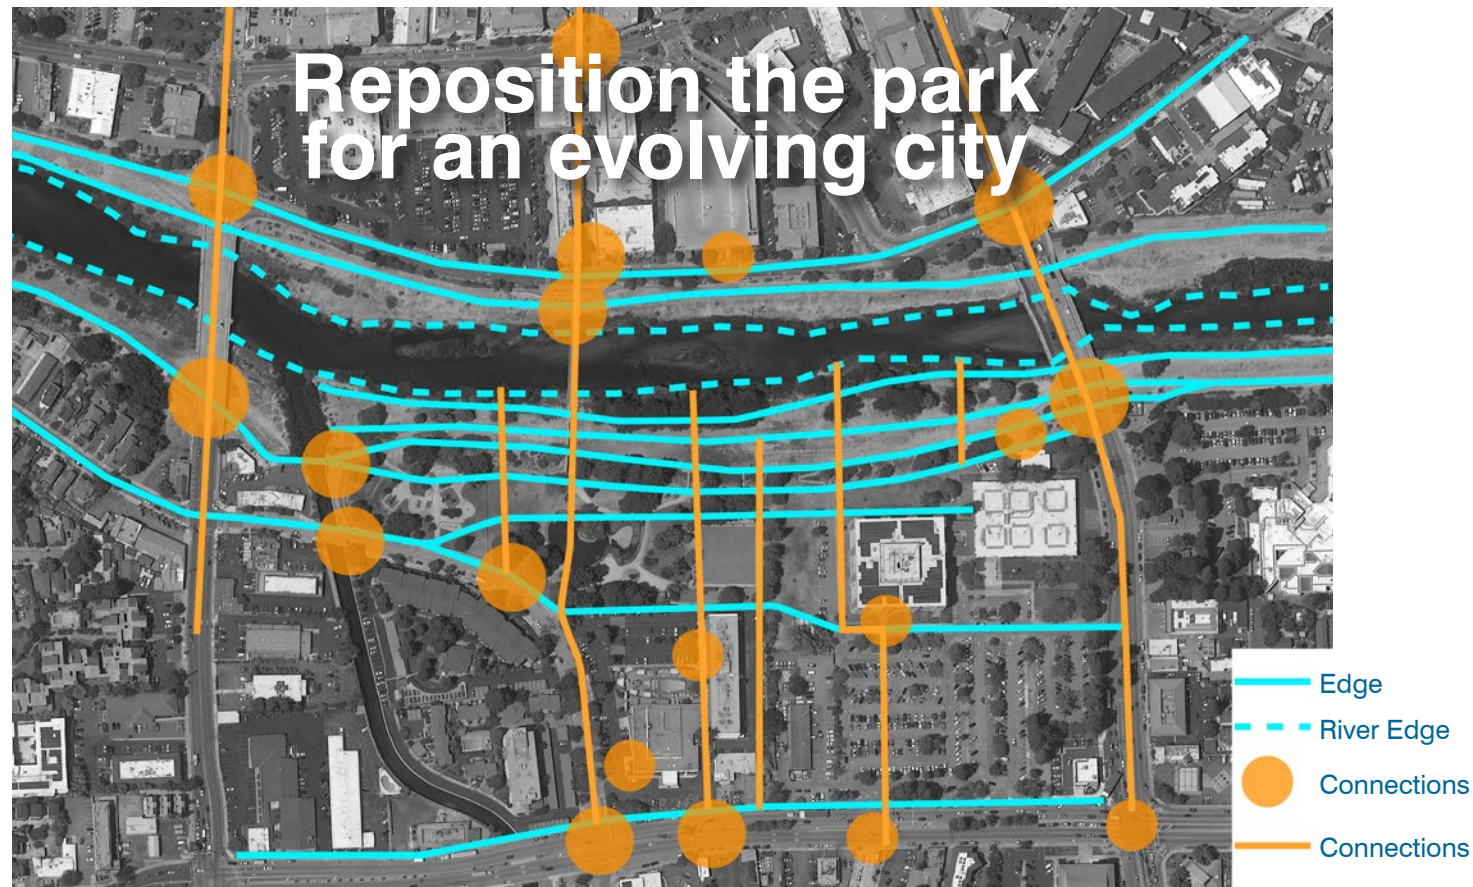 Reposition the park
for an evolving city
Edge
River Edge
Connections
Connections